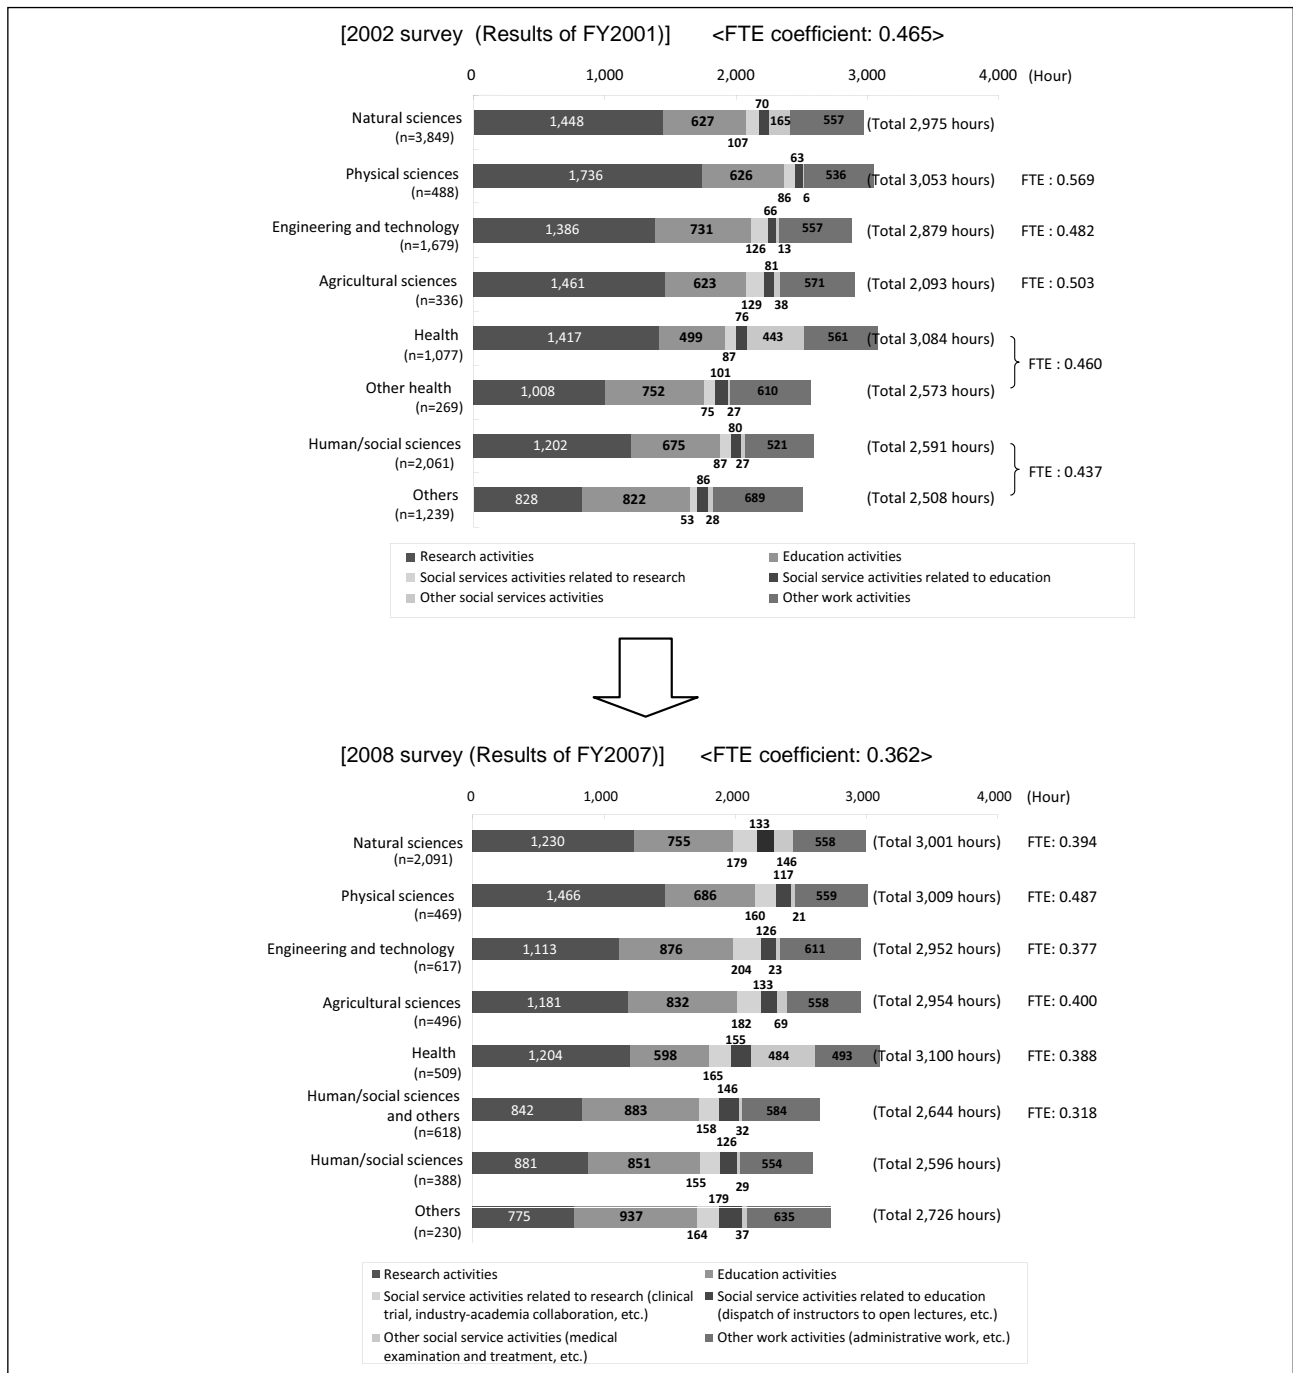 [2002 survey (Results of FY2001)] <FTE coefficient: 0.465>
0 1,000 2,000 3,000 4,000 (Hour)
70
Natural sciences 1,448 627 165 557 (Total 2,975 hours)
(n=3,849) 107
63
Physical sciences 1,736 626 536 (Total 3,053 hours) FTE : 0.569
(n=488) 86 6
66
Engineering and technology 1,386 731 557 (Total 2,879 hours) FTE : 0.482
(n=1,679) 126 13
81
Agricultural sciences 1,461 623 571 (Total 2,093 hours) FTE : 0.503
(n=336) 129 38
76
Health 1,417 499 443 561 (Total 3,084 hours)
(n=1,077) 87
FTE : 0.460
101
Other health 1,008 752 610 (Total 2,573 hours)
(n=269) 75 27
80
Human/social sciences 1,202 675 521 (Total 2,591 hours)
(n=2,061) 87 27
FTE : 0.437
86
Others 828 822 689 (Total 2,508 hours)
(n=1,239) 53 28
Research activities Education activities
Social services activities related to research Social service activities related to education
Other social services activities Other work activities
[2008 survey (Results of FY2007)] <FTE coefficient: 0.362>
0 1,000 2,000 3,000 4,000 (Hour)
133
Natural sciences 1,230 755 558 (Total 3,001 hours) FTE: 0.394
(n=2,091) 179 146
117
Physical sciences 1,466 686 559 (Total 3,009 hours) FTE: 0.487
(n=469) 160 21
126
Engineering and technology 1,113 876 611 (Total 2,952 hours) FTE: 0.377
(n=617) 204 23
133
Agricultural sciences 1,181 832 558 (Total 2,954 hours) FTE: 0.400
(n=496) 182 69
155
Health 1,204 598 484 493 (Total 3,100 hours) FTE: 0.388
(n=509) 165
146
Human/social sciences
and others 842 883 584 (Total 2,644 hours) FTE: 0.318
(n=618) 158 32
126
Human/social sciences 881 851 554 (Total 2,596 hours)
(n=388) 155 29
179
Others 775 937 635 (Total 2,726 hours)
(n=230) 164 37
Research activities Education activities
Social service activities related to research (clinical Social service activities related to education
trial, industry-academia collaboration, etc.) (dispatch of instructors to open lectures, etc.)
Other social service activities (medical Other work activities (administrative work, etc.)
examination and treatment, etc.)